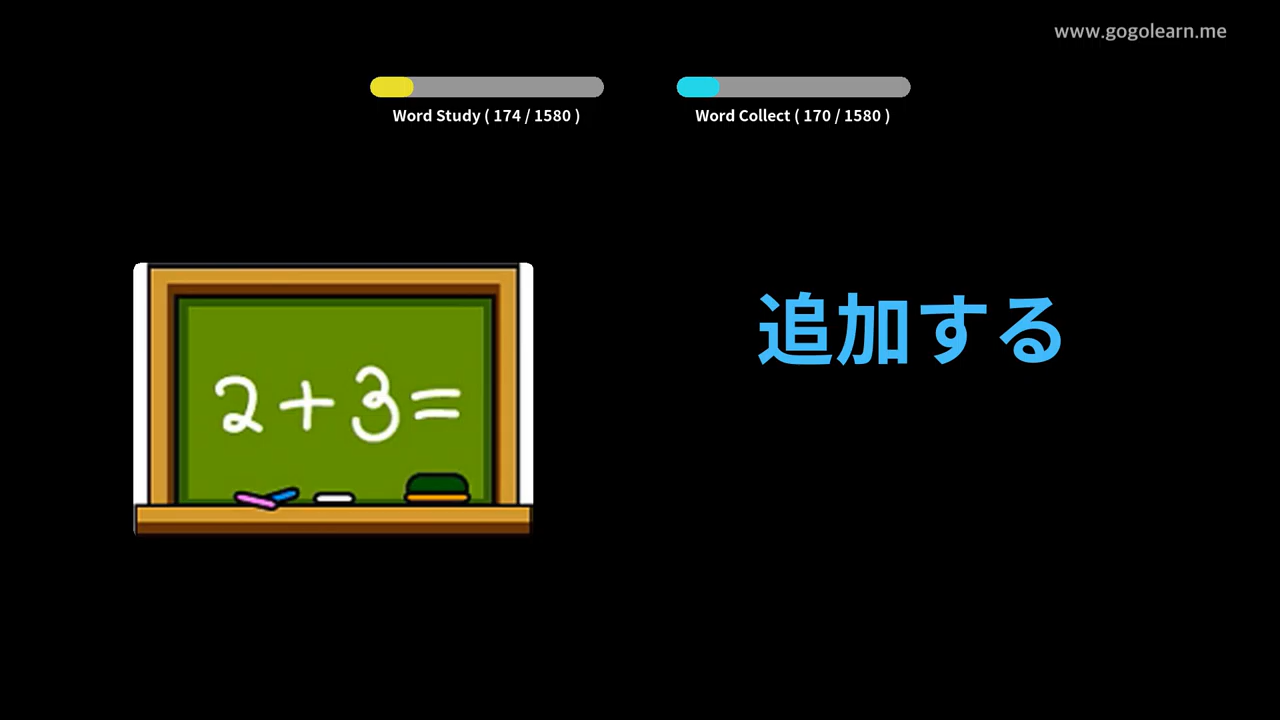 www.gogolearn.me
Word Study ( 174 / 1580 )
Word Collect ( 170 / 1580 )
2+3=
追加する